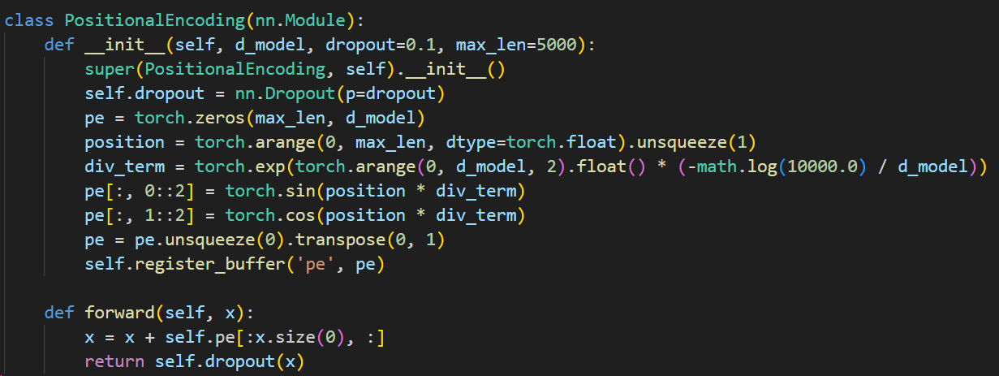 class PositionalEncoding(nn.Module):
    def __init__(self, d_model, dropout=0.1, max_len=5000):
        super(PositionalEncoding, self).__init__()
        self.dropout = nn.Dropout(p=dropout)
        pe = torch.zeros(max_len, d_model)
        position = torch.arange(0, max_len, dtype=torch.float).unsqueeze(1)
        div_term = torch.exp(torch.arange(0, d_model, 2).float() * (-math.log(10000.0) / d_model))
        pe[:, 0::2] = torch.sin(position * div_term)
        pe[:, 1::2] = torch.cos(position * div_term)
        pe = pe.unsqueeze(0).transpose(0, 1)
        self.register_buffer('pe', pe)

    def forward(self, x):
        x = x + self.pe[:x.size(0), :]
        return self.dropout(x)